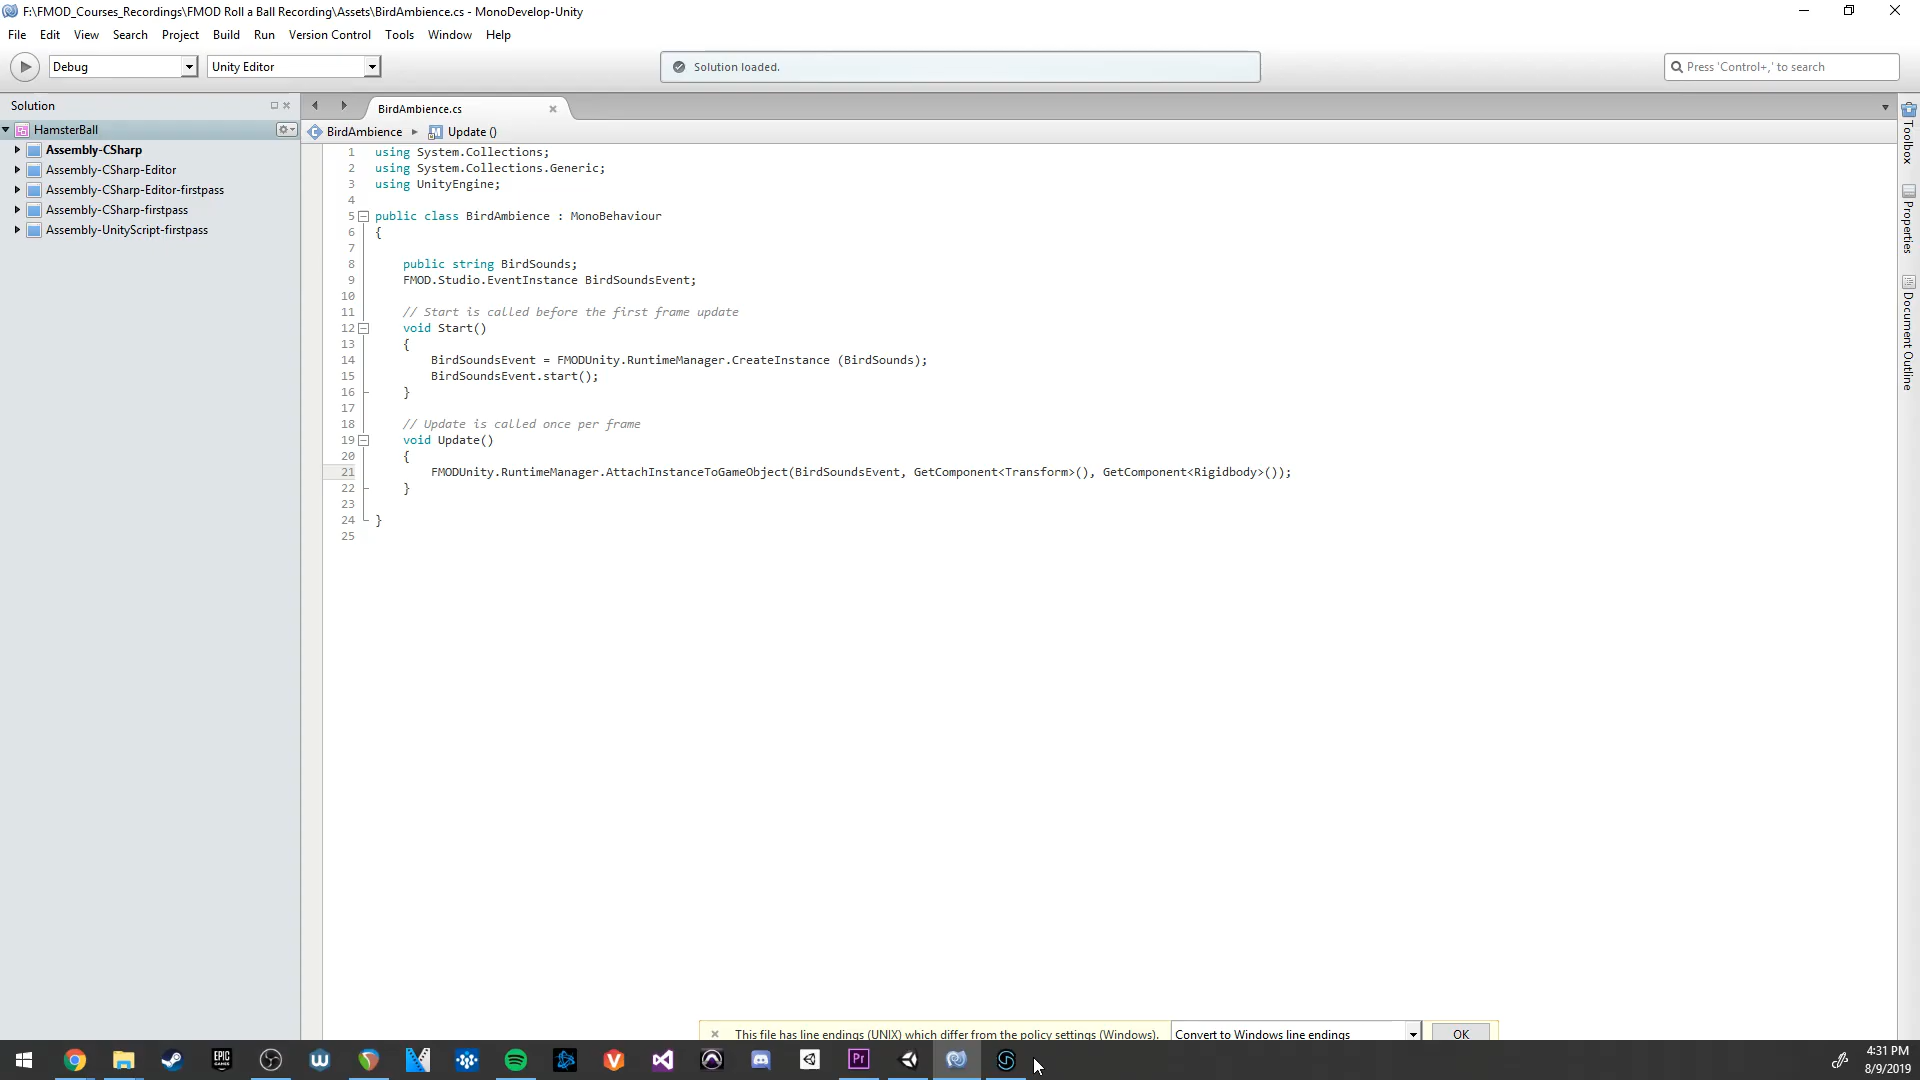 F:\FMOD_Courses_Recordings\FMOD Roll a Ball Recording\Assets\BirdAmbience.cs - MonoDevelop-Unity
File Edit View Search Project Build Run Version Control Tools Window Help
Debug Unity Editor Solution loaded. Press 'Control+,' to search
Solution
HamsterBall
Assembly-CSharp
Assembly-CSharp-Editor
Assembly-CSharp-Editor-firstpass
Assembly-CSharp-firstpass
Assembly-UnityScript-firstpass
BirdAmbience.cs
BirdAmbience Update ()
1 using System.Collections;
2 using System.Collections.Generic;
3 using UnityEngine;
4
5 public class BirdAmbience : MonoBehaviour
6 {
7
8 public string BirdSounds;
9 FMOD.Studio.EventInstance BirdSoundsEvent;
10
11 // Start is called before the first frame update
12 void Start()
13 {
14 BirdSoundsEvent = FMODUnity.RuntimeManager.CreateInstance (BirdSounds);
15 BirdSoundsEvent.start();
16 }
17
18 // Update is called once per frame
19 void Update()
20 {
21 FMODUnity.RuntimeManager.AttachInstanceToGameObject(BirdSoundsEvent, GetComponent<Transform>(), GetComponent<Rigidbody>());
22 }
23
24 }
25
Toolbox
Properties
Document Outline
This file has line endings (UNIX) which differ from the policy settings (Windows). Convert to Windows line endings OK
EPIC GAMES
Pr
4:31 PM
8/9/2019